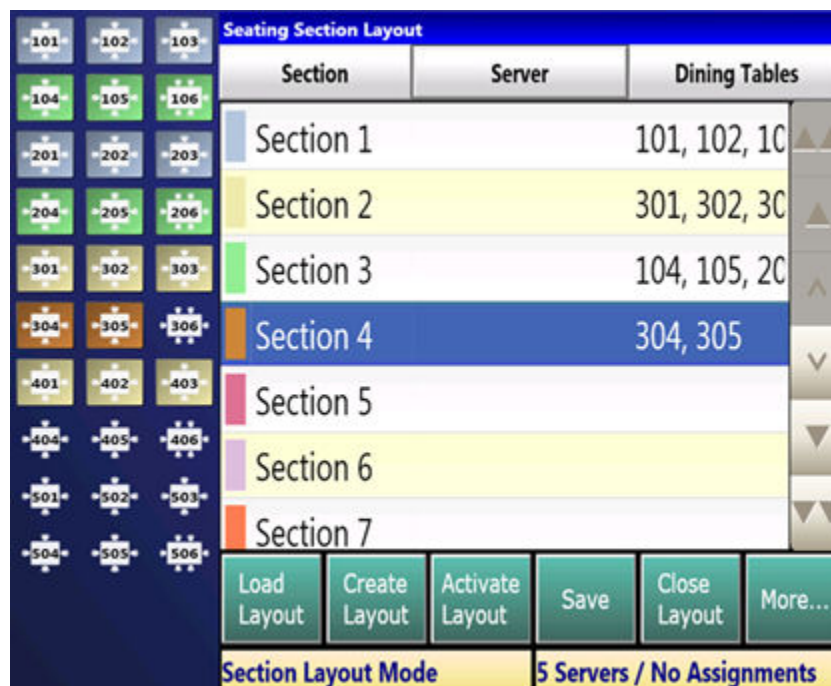 101 102 103
104 105 106
201 202 203
204 205 206
301 302 303
304 305 306
401 402 403
404 405 406
501 502 503
504 505 506
Seating Section Layout
Section Server Dining Tables
Section 1 101, 102, 10
Section 2 301, 302, 30
Section 3 104, 105, 20
Section 4 304, 305
Section 5
Section 6
Section 7
Load Layout Create Layout Activate Layout Save Close Layout More...
Section Layout Mode 5 Servers / No Assignments